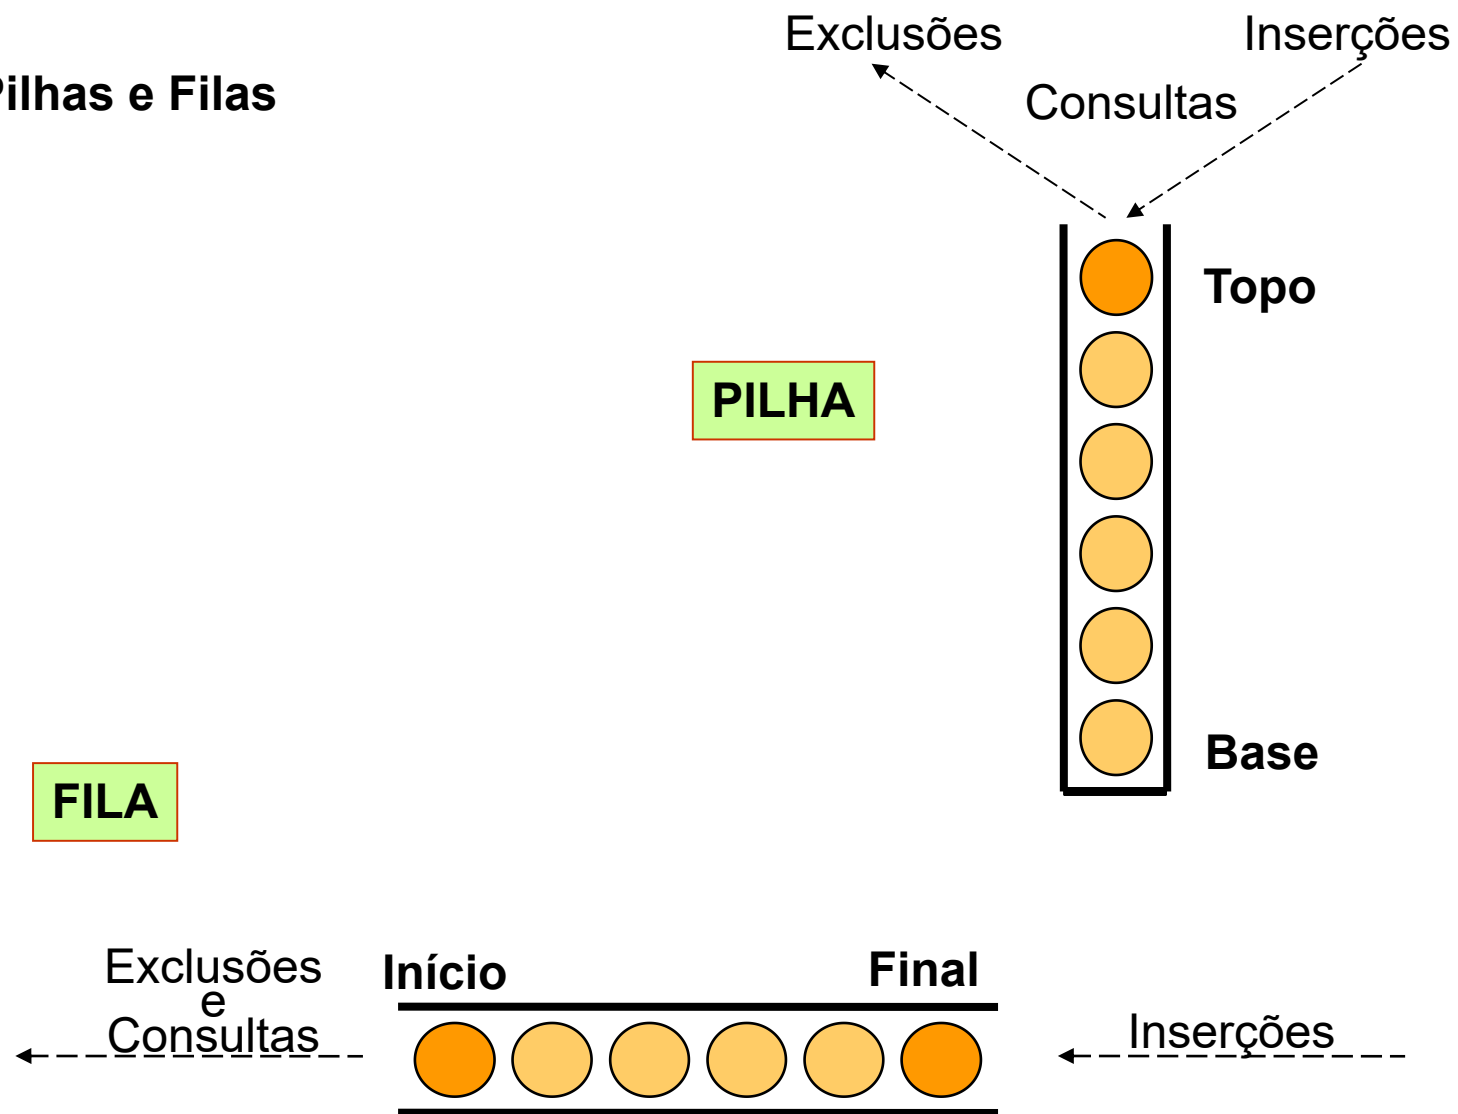 Pilhas e Filas
Exclusões
Inserções
Consultas
Topo
PILHA
Base
FILA
Exclusões
e
Consultas
Início
Final
Inserções